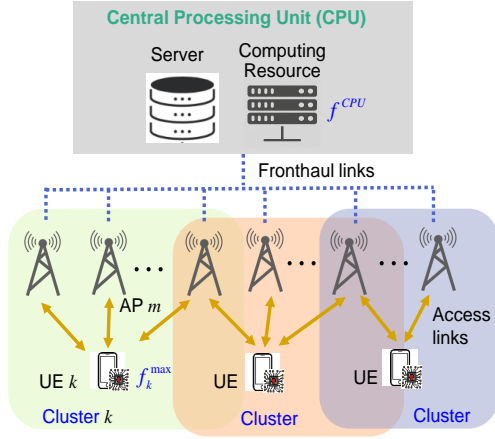 Central Processing Unit (CPU)
Server
Computing
Resource
f^{CPU}
Fronthaul links
AP m
Access
links
UE k
f_k^{max}
UE
UE
Cluster k
Cluster
Cluster